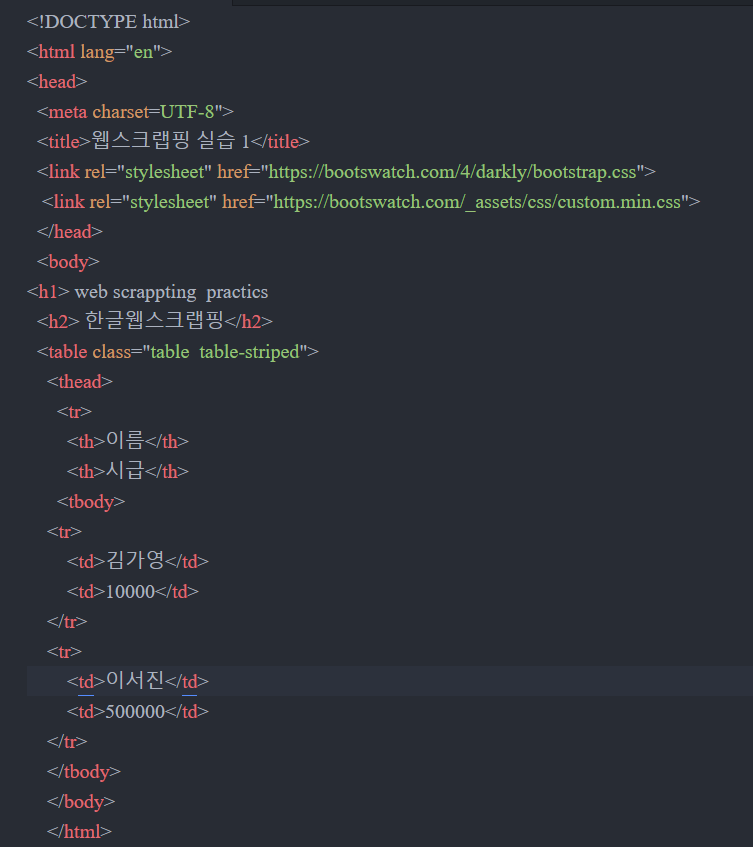 <!DOCTYPE html>
<html lang="en">
<head>
<meta charset=UTF-8">
<title>웹스크랩핑 실습 1</title>
<link rel="stylesheet" href="https://bootswatch.com/4/darkly/bootstrap.css">
<link rel="stylesheet" href="https://bootswatch.com/_assets/css/custom.min.css">
</head>
<body>
<h1> web scrappting  practics
<h2> 한글웹스크랩핑</h2>
<table class="table  table-striped">
<thead>
<tr>
<th>이름</th>
<th>시급</th>
<tbody>
<tr>
<td>김가영</td>
<td>10000</td>
</tr>
<tr>
<td>이서진</td>
<td>500000</td>
</tr>
</tbody>
</body>
</html>